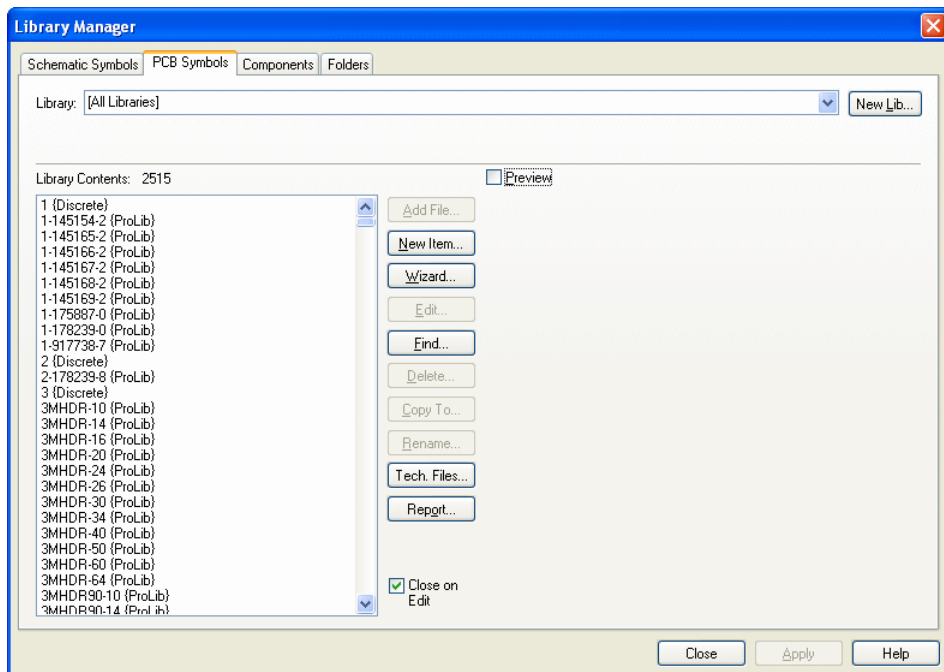 Library Manager
Schematic Symbols PCB Symbols Components Folders
Library: [All Libraries] New Lib...
Library Contents: 2515 Preview
1 {Discrete}
1-145154-2 {ProLib}
1-145165-2 {ProLib}
1-145166-2 {ProLib}
1-145167-2 {ProLib}
1-145168-2 {ProLib}
1-145169-2 {ProLib}
1-175887-0 {ProLib}
1-178239-0 {ProLib}
1-917738-7 {ProLib}
2 {Discrete}
2-178239-8 {ProLib}
3 {Discrete}
3MHDR-10 {ProLib}
3MHDR-14 {ProLib}
3MHDR-16 {ProLib}
3MHDR-20 {ProLib}
3MHDR-24 {ProLib}
3MHDR-26 {ProLib}
3MHDR-30 {ProLib}
3MHDR-34 {ProLib}
3MHDR-40 {ProLib}
3MHDR-50 {ProLib}
3MHDR-60 {ProLib}
3MHDR-64 {ProLib}
3MHDR90-10 {ProLib}
3MHDR90-14 {ProLib}
Add File...
New Item...
Wizard...
Edit...
Find...
Delete...
Copy To...
Rename...
Tech. Files...
Report...
Close on
Edit
Close Apply Help